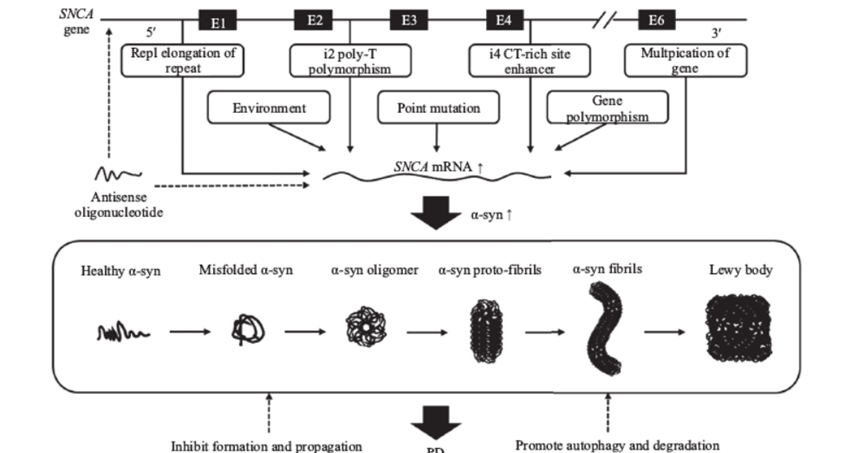 SNCA
gene
E1
E2
E3
E4
E6
5′
3′
Repl elongation of
repeat
i2 poly-T
polymorphism
i4 CT-rich site
enhancer
Multpication of
gene
Environment
Point mutation
Gene
polymorphism
SNCA mRNA ↑
Antisense
oligonucleotide
α-syn ↑
Healthy α-syn
Misfolded α-syn
α-syn oligomer
α-syn proto-fibrils
α-syn fibrils
Lewy body
Inhibit formation and propagation
PD
Promote autophagy and degradation